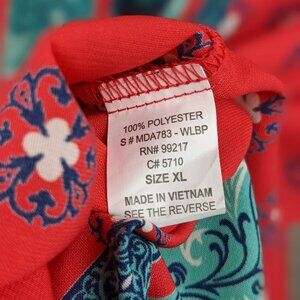 100% POLYESTER
S # MDA783 - WLBP
RN# 99217
C# 5710
SIZE XL
MADE IN VIETNAM
SEE THE REVERSE